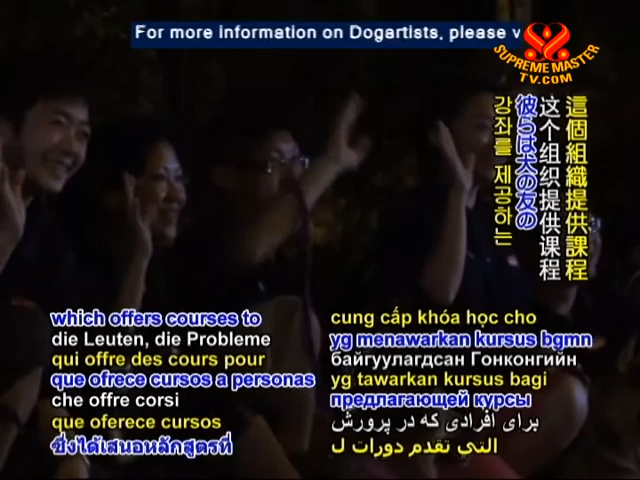 For more information on Dogartists, please v
SUPREME MASTER
TV.COM
這個組織提供課程
这个组织提供课程
彼らは犬の友の
강좌를 제공하는
which offers courses to
die Leuten, die Probleme
qui offre des cours pour
que ofrece cursos a personas
che offre corsi
que oferece cursos
ซึ่งได้เสนอหลักสูตรที่
cung cấp khóa học cho
yg menawarkan kursus bgmn
байгуулагдсан Гонконгийн
yg tawarkan kursus bagi
предлагающей курсы
برای افرادی که در پرورش
التي تقدم دورات ل